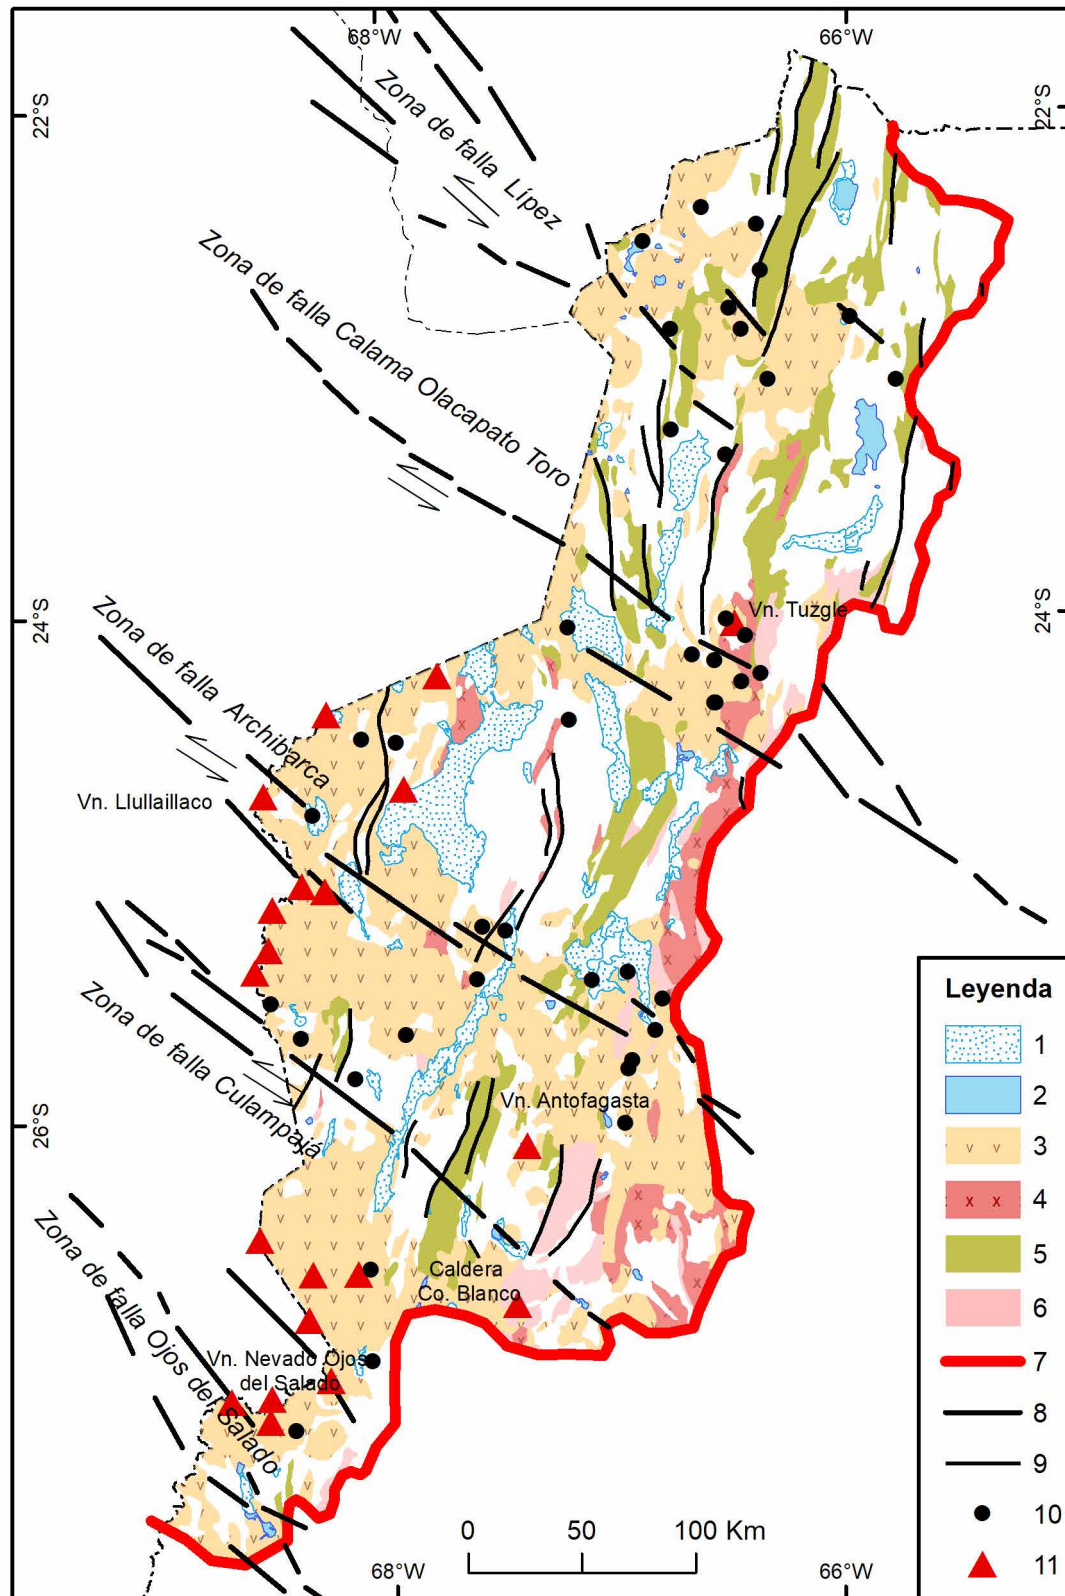 68°W
66°W
22°S
22°S
Zona de falla Lípez
Zona de falla Calama Olacapato Toro
24°S
24°S
Vn. Tuzgle
Zona de falla Archibarca
Vn. Llullaillaco
Zona de falla Culampajá
26°S
Vn. Antofagasta
Caldera
Co. Blanco
Zona de falla Ojos del Salado
Vn. Nevado Ojos
del Salado
Leyenda
1
2
3
4
5
6
7
8
9
10
11
0 50 100 Km
68°W
66°W